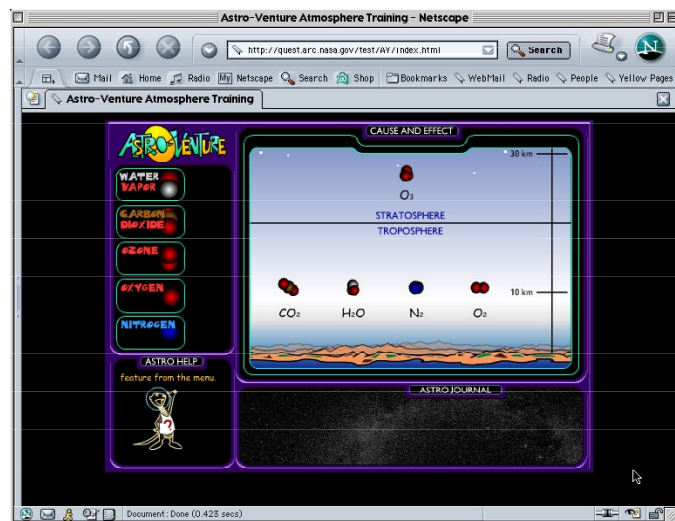 Astro-Venture Atmosphere Training - Netscape
http://quest.arc.nasa.gov/test/AV/index.html
Search
N
Mail Home Radio My Netscape Search Shop Bookmarks WebMail Radio People Yellow Pages
Astro-Venture Atmosphere Training
ASTRO-VENTURE
CAUSE AND EFFECT
30 km
WATER
VAPOR
O₃
CARBON
DIOXIDE
STRATOSPHERE
TROPOSPHERE
OZONE
OXYGEN
10 km
CO₂ H₂O N₂ O₂
NITROGEN
ASTRO HELP
feature from the menu.
?
ASTRO JOURNAL
Document: Done (0.423 secs)